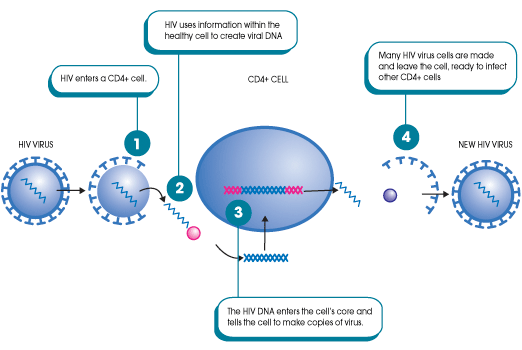 HIV uses information within the
healthy cell to create viral DNA
HIV enters a CD4+ cell.
CD4+ CELL
Many HIV virus cells are made
and leave the cell, ready to infect
other CD4+ cells
HIV VIRUS
1
4
NEW HIV VIRUS
2
3
The HIV DNA enters the cell's core and
tells the cell to make copies of virus.